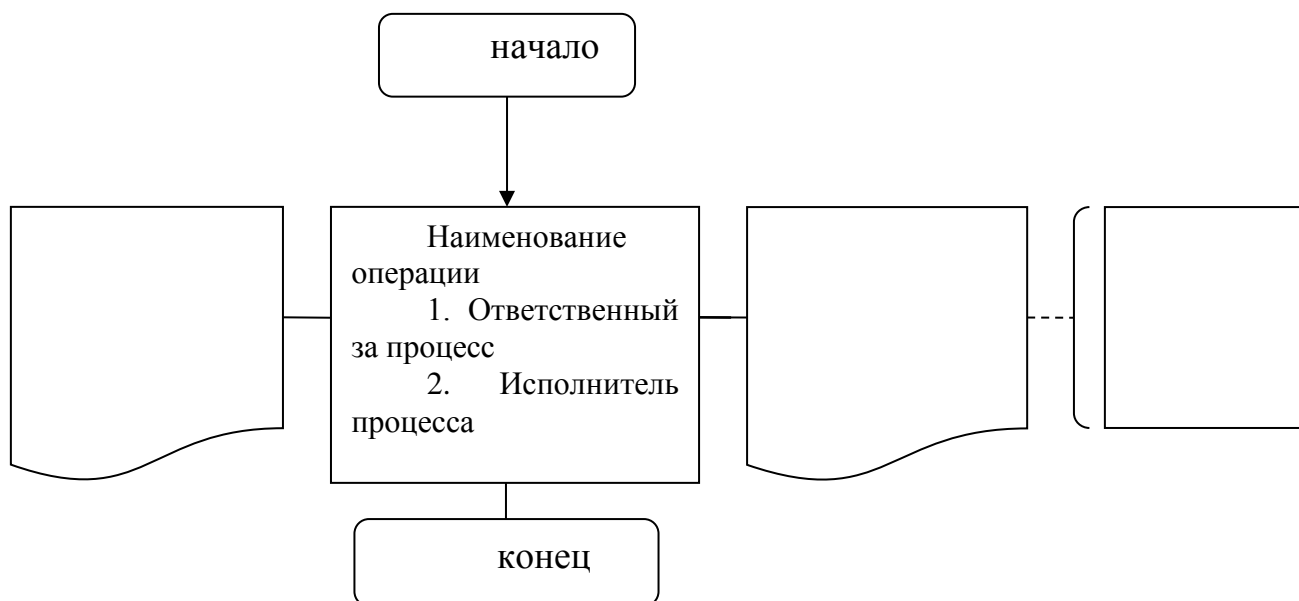 начало
Наименование
операции
1. Ответственный
за процесс
2. Исполнитель
процесса
конец